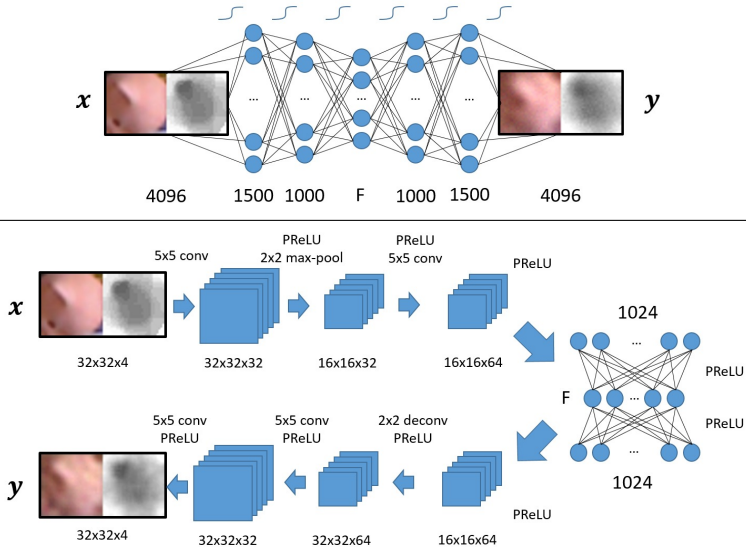 x
...
...
...
...
...
y
4096
1500
1000
F
1000
1500
4096
5x5 conv
PReLU
2x2 max-pool
PReLU
5x5 conv
PReLU
x
32x32x4
32x32x32
16x16x32
16x16x64
1024
...
PReLU
F
...
PReLU
...
1024
5x5 conv
PReLU
5x5 conv
PReLU
2x2 deconv
PReLU
PReLU
y
32x32x4
32x32x32
32x32x64
16x16x64